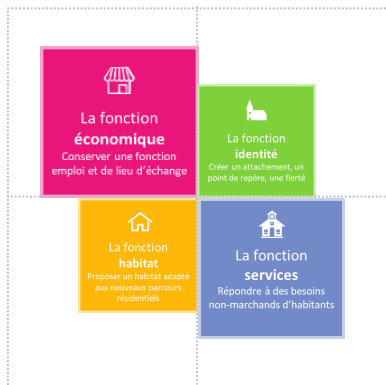 La fonction
économique
Conserver une fonction
emploi et de lieu d'échange
La fonction
identité
Créer un attachement, un
point de repère, une fierté
La fonction
habitat
Proposer un habitat adapté
aux nouveaux parcours
résidentiels
La fonction
services
Répondre à des besoins
non-marchands d'habitants